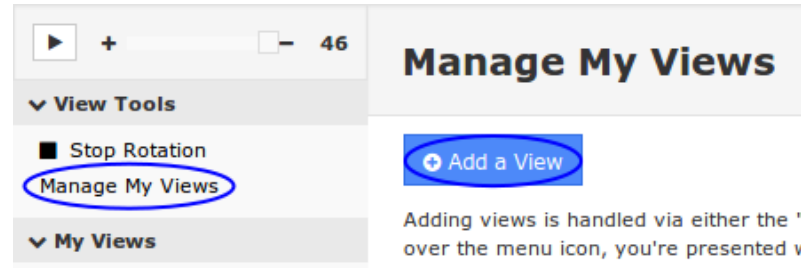 + – 46
View Tools
Stop Rotation
Manage My Views
My Views
Manage My Views
Add a View
Adding views is handled via either the "
over the menu icon, you're presented